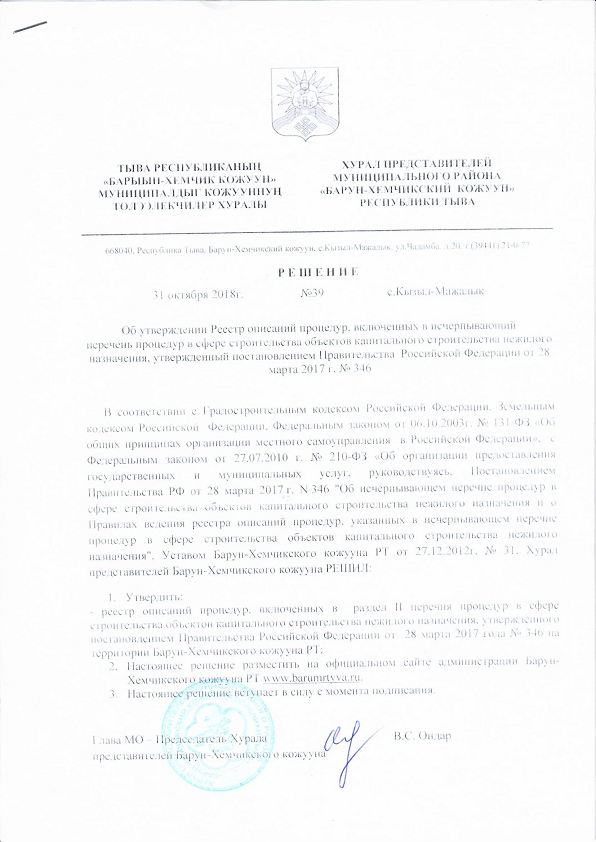 ТЫВА РЕСПУБЛИКАНЫҢ
«БАРЫЫН-ХЕМЧИК КОЖУУН»
МУНИЦИПАЛДЫГ КОЖУУННУҢ
ТӨЛЭЭЛЕКЧИЛЕР ХУРАЛЫ
ХУРАЛ ПРЕДСТАВИТЕЛЕЙ
МУНИЦИПАЛЬНОГО РАЙОНА
«БАРУН-ХЕМЧИКСКИЙ КОЖУУН»
РЕСПУБЛИКИ ТЫВА
668040, Республика Тыва, Барун-Хемчикский кожуун, с.Кызыл-Мажалык, ул.Чадамба, д.20, т.(39441) 21-0-77
Р Е Ш Е Н И Е
31 октября 2018г. №39 с.Кызыл-Мажалык
Об утверждении Реестр описаний процедур, включенных в исчерпывающий
перечень процедур в сфере строительства объектов капитального строительства нежилого
назначения, утвержденный постановлением Правительства Российской Федерации от 28
марта 2017 г. № 346
В соответствии с Градостроительным кодексом Российской Федерации, Земельным
кодексом Российской Федерации, Федеральным законом от 06.10.2003г. № 131-ФЗ «Об
общих принципах организации местного самоуправления в Российской Федерации», с
Федеральным законом от 27.07.2010 г. № 210-ФЗ «Об организации предоставления
государственных и муниципальных услуг, руководствуясь, Постановлением
Правительства РФ от 28 марта 2017 г. N 346 "Об исчерпывающем перечне процедур в
сфере строительства объектов капитального строительства нежилого назначения и о
Правилах ведения реестра описаний процедур, указанных в исчерпывающем перечне
процедур в сфере строительства объектов капитального строительства нежилого
назначения", Уставом Барун-Хемчикского кожууна РТ от 27.12.2012г. № 31, Хурал
представителей Барун-Хемчикского кожууна РЕШИЛ:
1. Утвердить:
- реестр описаний процедур, включенных в раздел II перечня процедур в сфере
строительства объектов капитального строительства нежилого назначения, утвержденного
постановлением Правительства Российской Федерации от 28 марта 2017 года № 346 на
территории Барун-Хемчикского кожууна РТ;
2. Настоящее решение разместить на официальном сайте администрации Барун-
Хемчикского кожууна РТ www.barumrtyva.ru.
3. Настоящее решение вступает в силу с момента подписания.
Глава МО – Председатель Хурала В.С. Ондар
представителей Барун-Хемчикского кожууна